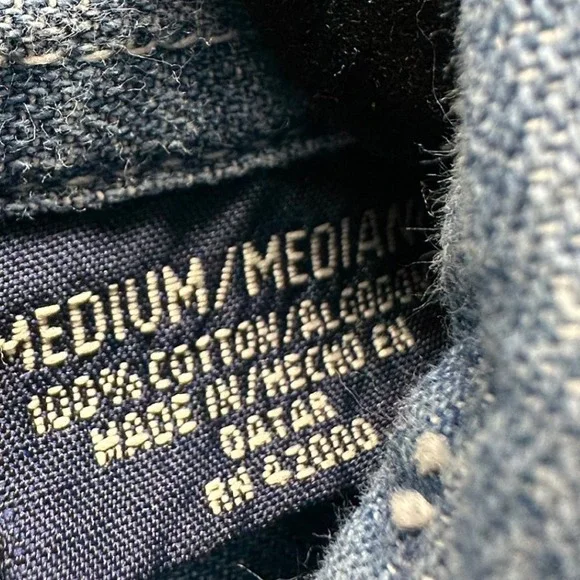 MEDIUM/MEDIANO
100% COTTON/ALGODON
MADE IN/HECHO EN
QATAR
RN 42000